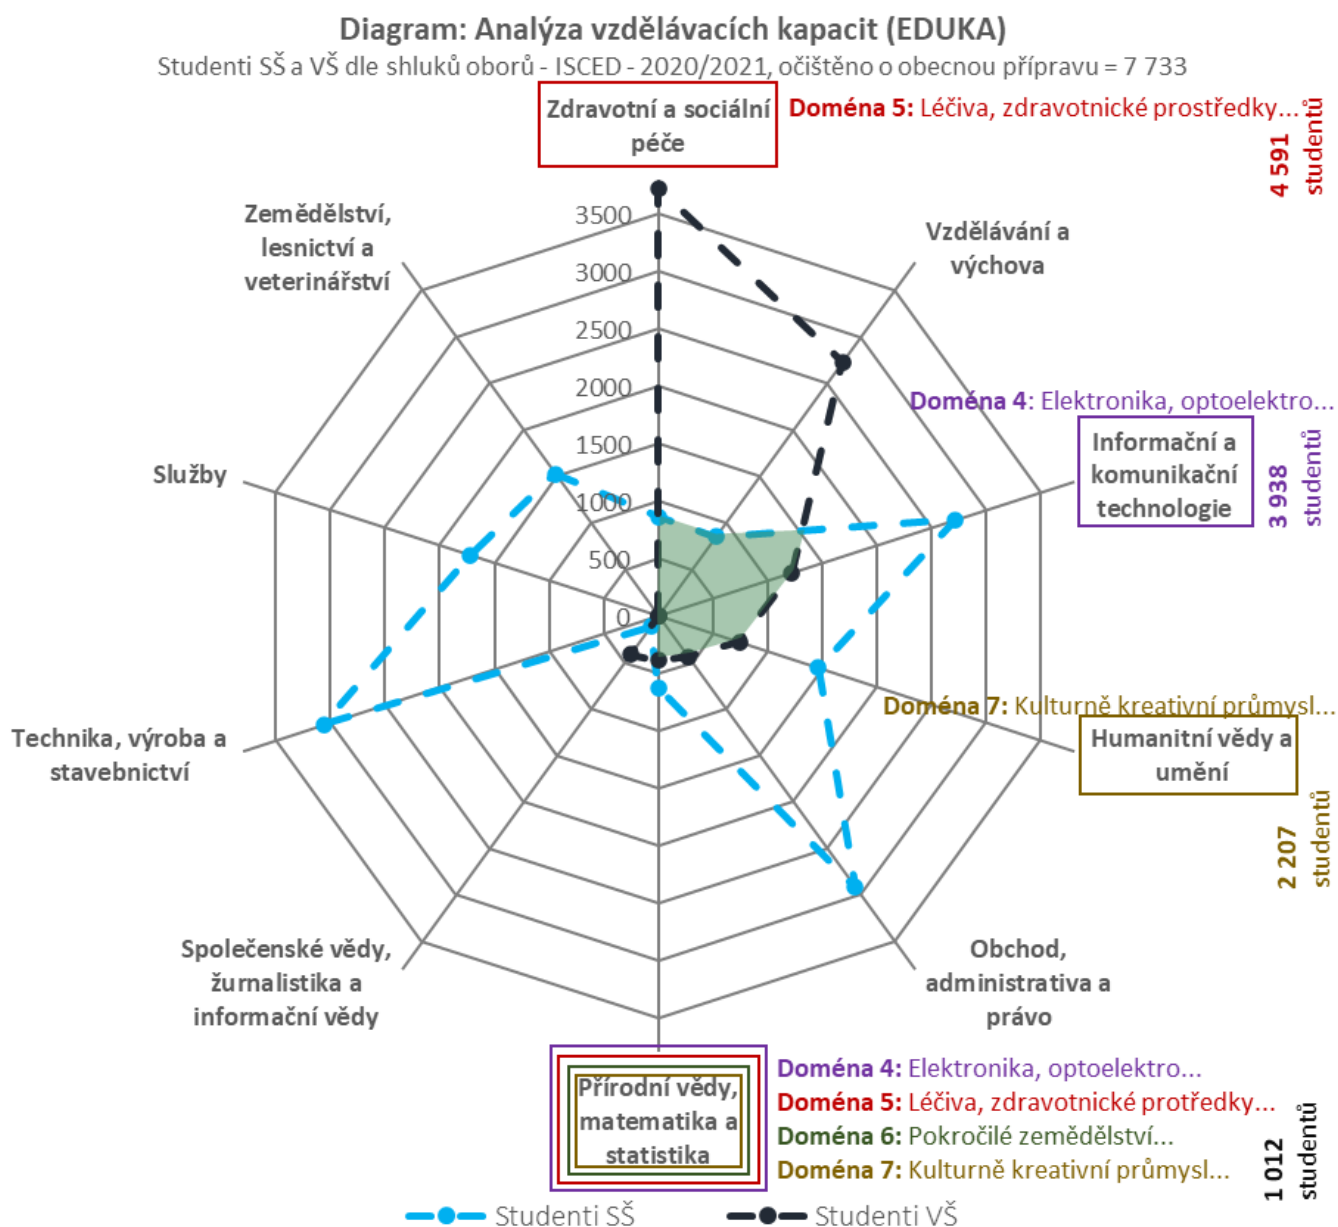 Diagram: Analýza vzdělávacích kapacit (EDUKA)
Studenti SŠ a VŠ dle shluků oborů - ISCED - 2020/2021, očištěno o obecnou přípravu = 7 733
Zdravotní a sociální
péče
Doména 5: Léčiva, zdravotnické prostředky...
4 591
studentů
Zemědělství,
lesnictví a
veterinářství
Vzdělávání a
výchova
3500
3000
2500
2000
1500
1000
500
0
Doména 4: Elektronika, optoelektro...
Informační a
komunikační
technologie
3 938
studentů
Služby
Doména 7: Kulturně kreativní průmysl...
Humanitní vědy a
umění
2 207
studentů
Technika, výroba a
stavebnictví
Společenské vědy,
žurnalistika a
informační vědy
Obchod,
administrativa a
právo
Přírodní vědy,
matematika a
statistika
Doména 4: Elektronika, optoelektro...
Doména 5: Léčiva, zdravotnické protředky...
Doména 6: Pokročilé zemědělství...
Doména 7: Kulturně kreativní průmysl...
1 012
studentů
Studenti SŠ
Studenti VŠ